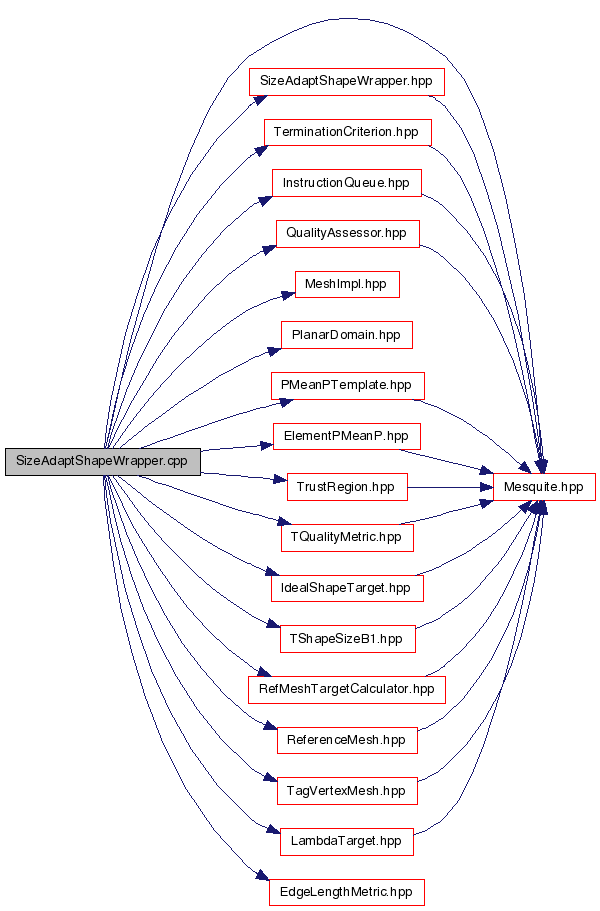 SizeAdaptShapeWrapper.hpp
TerminationCriterion.hpp
InstructionQueue.hpp
QualityAssessor.hpp
MeshImpl.hpp
PlanarDomain.hpp
PMeanPTemplate.hpp
ElementPMeanP.hpp
SizeAdaptShapeWrapper.cpp
TrustRegion.hpp
Mesquite.hpp
TQualityMetric.hpp
IdealShapeTarget.hpp
TShapeSizeB1.hpp
RefMeshTargetCalculator.hpp
ReferenceMesh.hpp
TagVertexMesh.hpp
LambdaTarget.hpp
EdgeLengthMetric.hpp